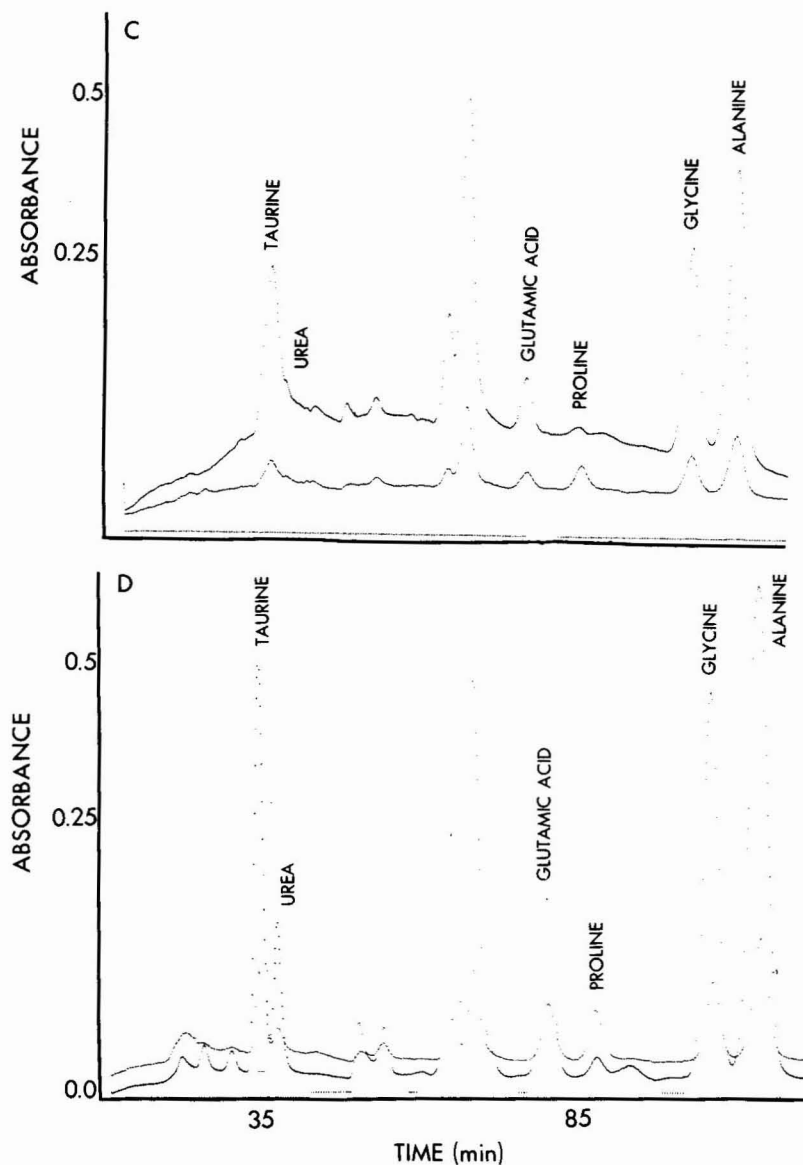 C
ABSORBANCE
0.5
0.25
TAURINE
UREA
GLUTAMIC ACID
PROLINE
GLYCINE
ALANINE
D
ABSORBANCE
0.5
0.25
0.0
TAURINE
UREA
GLUTAMIC ACID
PROLINE
GLYCINE
ALANINE
35
85
TIME (min)